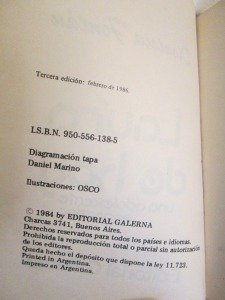 Tercera edición: febrero de 1986.
I.S.B.N. 950-556-138-5
Diagramación tapa
Daniel Marino
Ilustraciones: OSCO
© 1984 by EDITORIAL GALERNA
Charcas 3741, Buenos Aires.
Derechos reservados para todos los países e idiomas.
Prohibida la reproducción total o parcial sin autorización
de los editores.
Queda hecho el depósito que dispone la ley 11.723.
Printed in Argentina.
Impreso en Argentina.